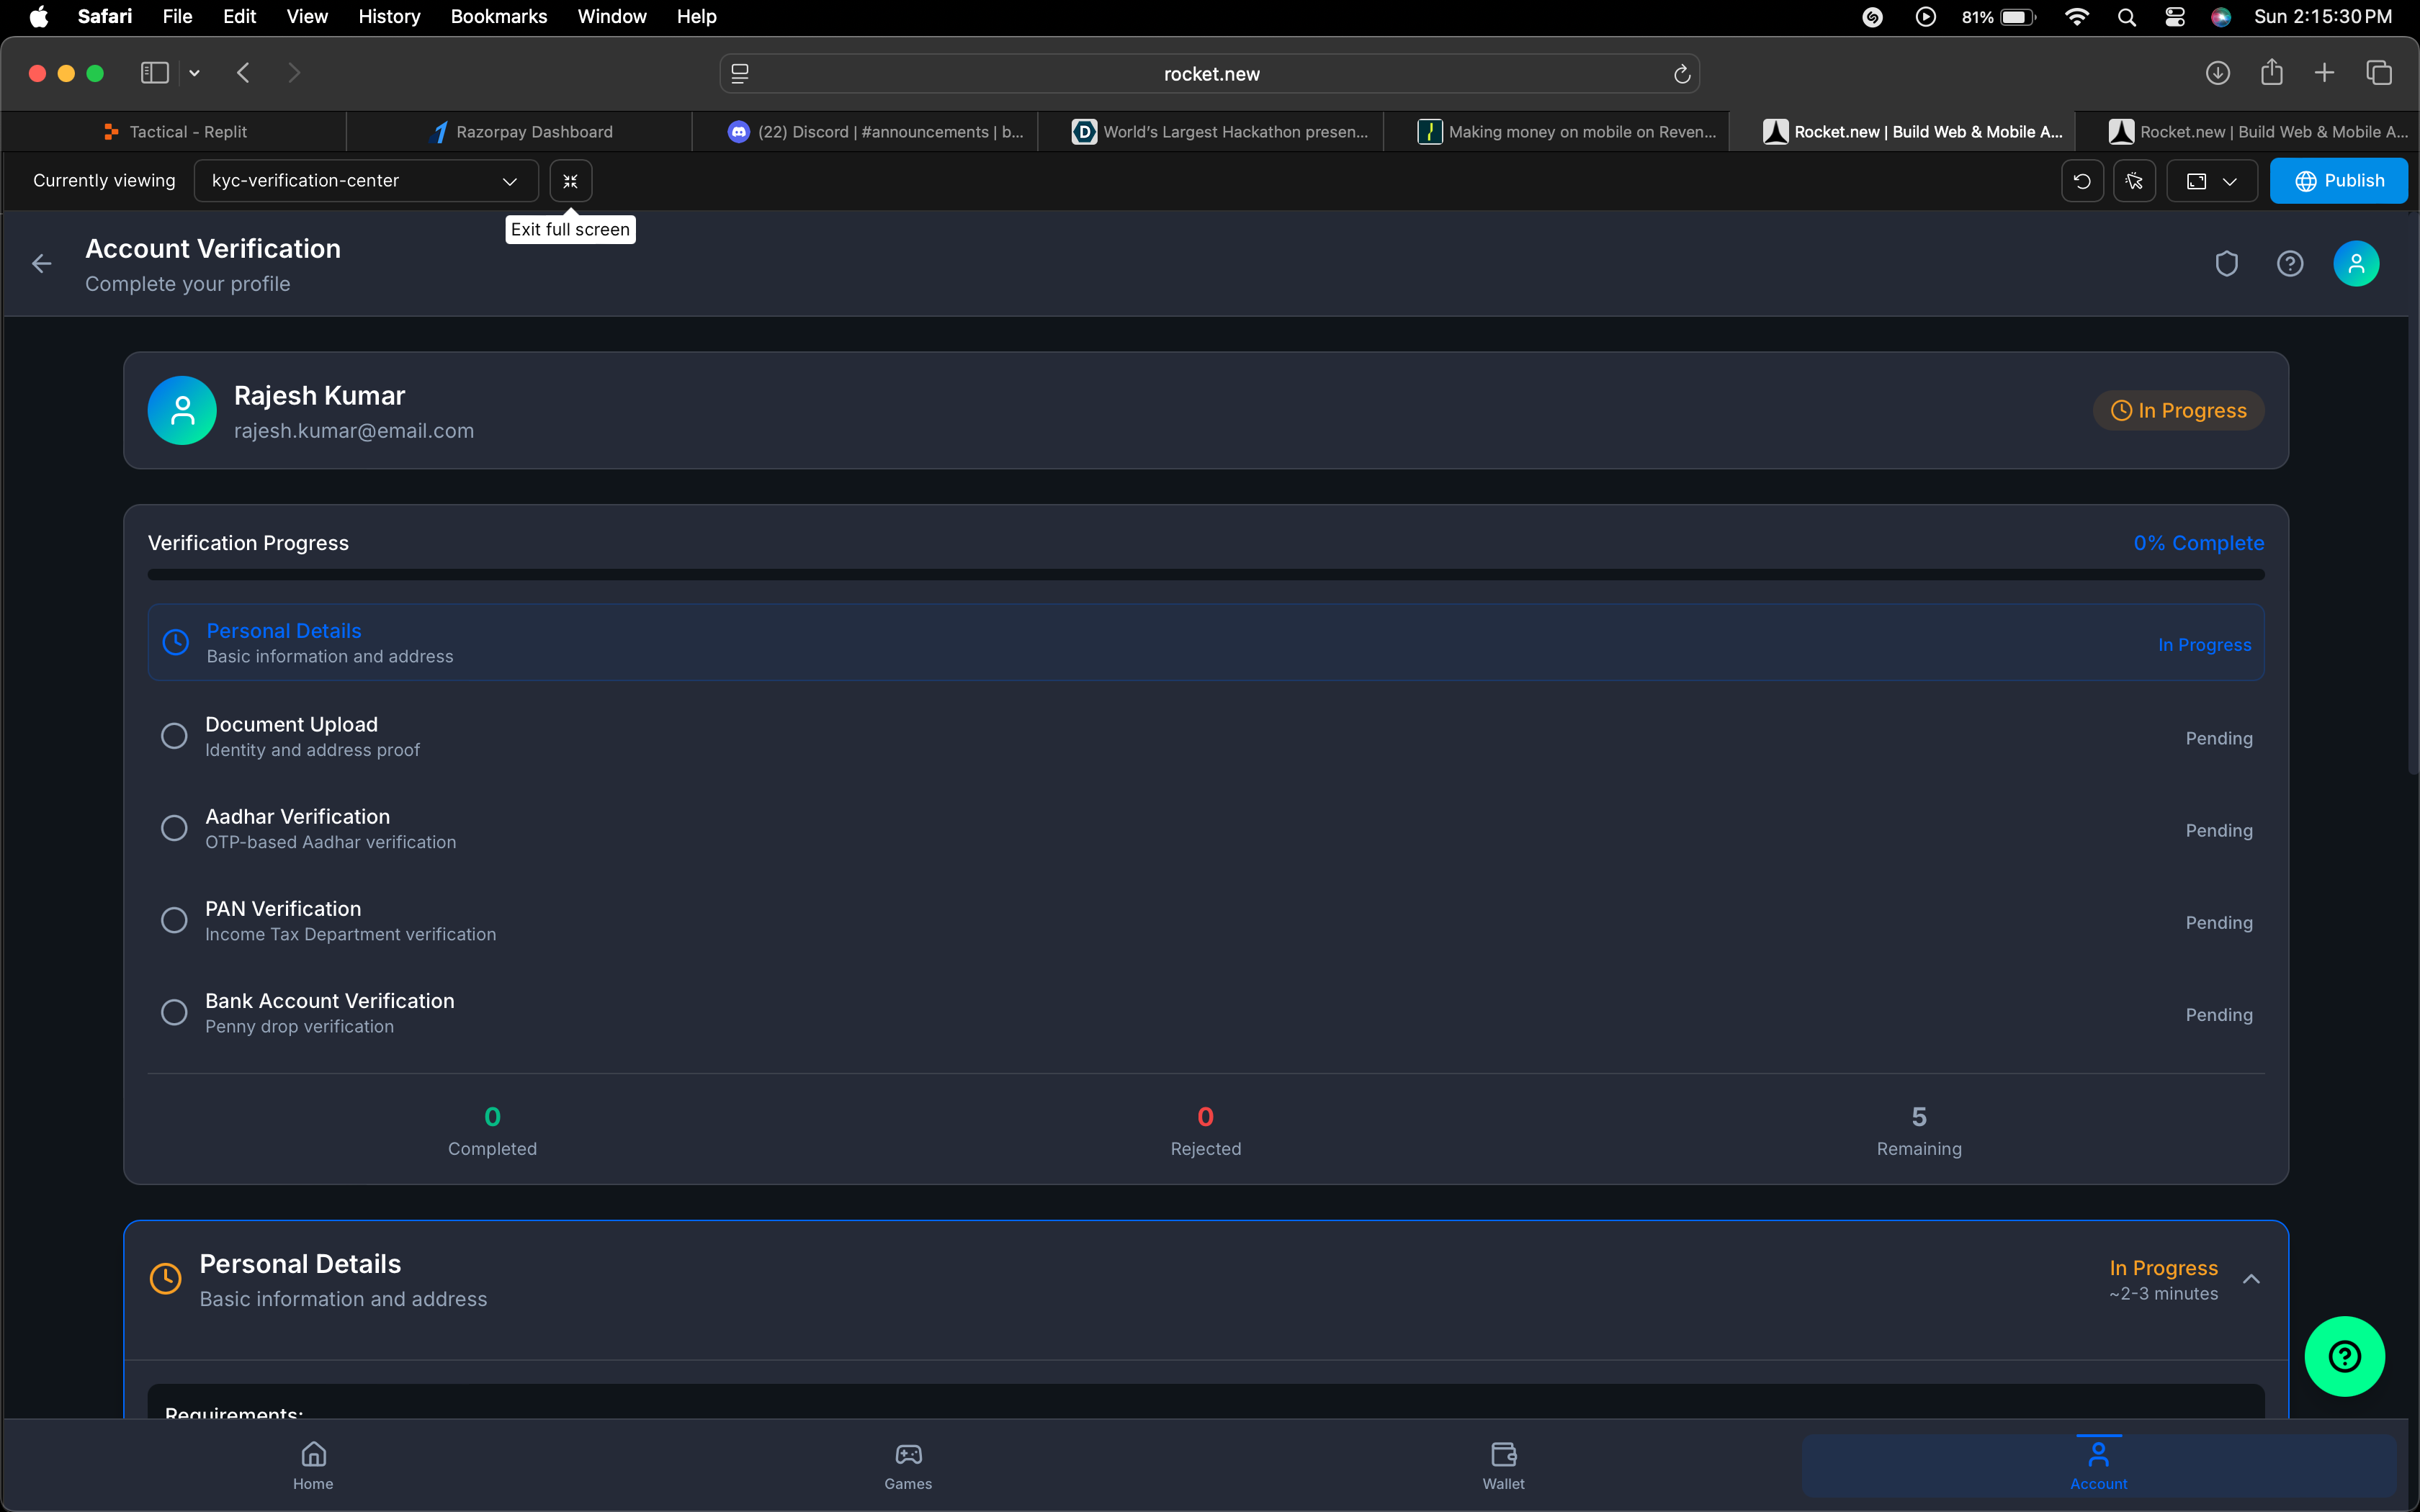 Safari File Edit View History Bookmarks Window Help 81% Sun 2:15:30 PM
rocket.new
Tactical - Replit
Razorpay Dashboard
(22) Discord | #announcements | b...
World's Largest Hackathon presen...
Making money on mobile on Reven...
Rocket.new | Build Web & Mobile A...
Rocket.new | Build Web & Mobile A...
Currently viewing kyc-verification-center Publish
Exit full screen
Account Verification
Complete your profile
Rajesh Kumar
rajesh.kumar@email.com
In Progress
Verification Progress 0% Complete
Personal Details
Basic information and address
In Progress
Document Upload
Identity and address proof
Pending
Aadhar Verification
OTP-based Aadhar verification
Pending
PAN Verification
Income Tax Department verification
Pending
Bank Account Verification
Penny drop verification
Pending
0
Completed
0
Rejected
5
Remaining
Personal Details
Basic information and address
In Progress
~2-3 minutes
Requirements:
Home
Games
Wallet
Account